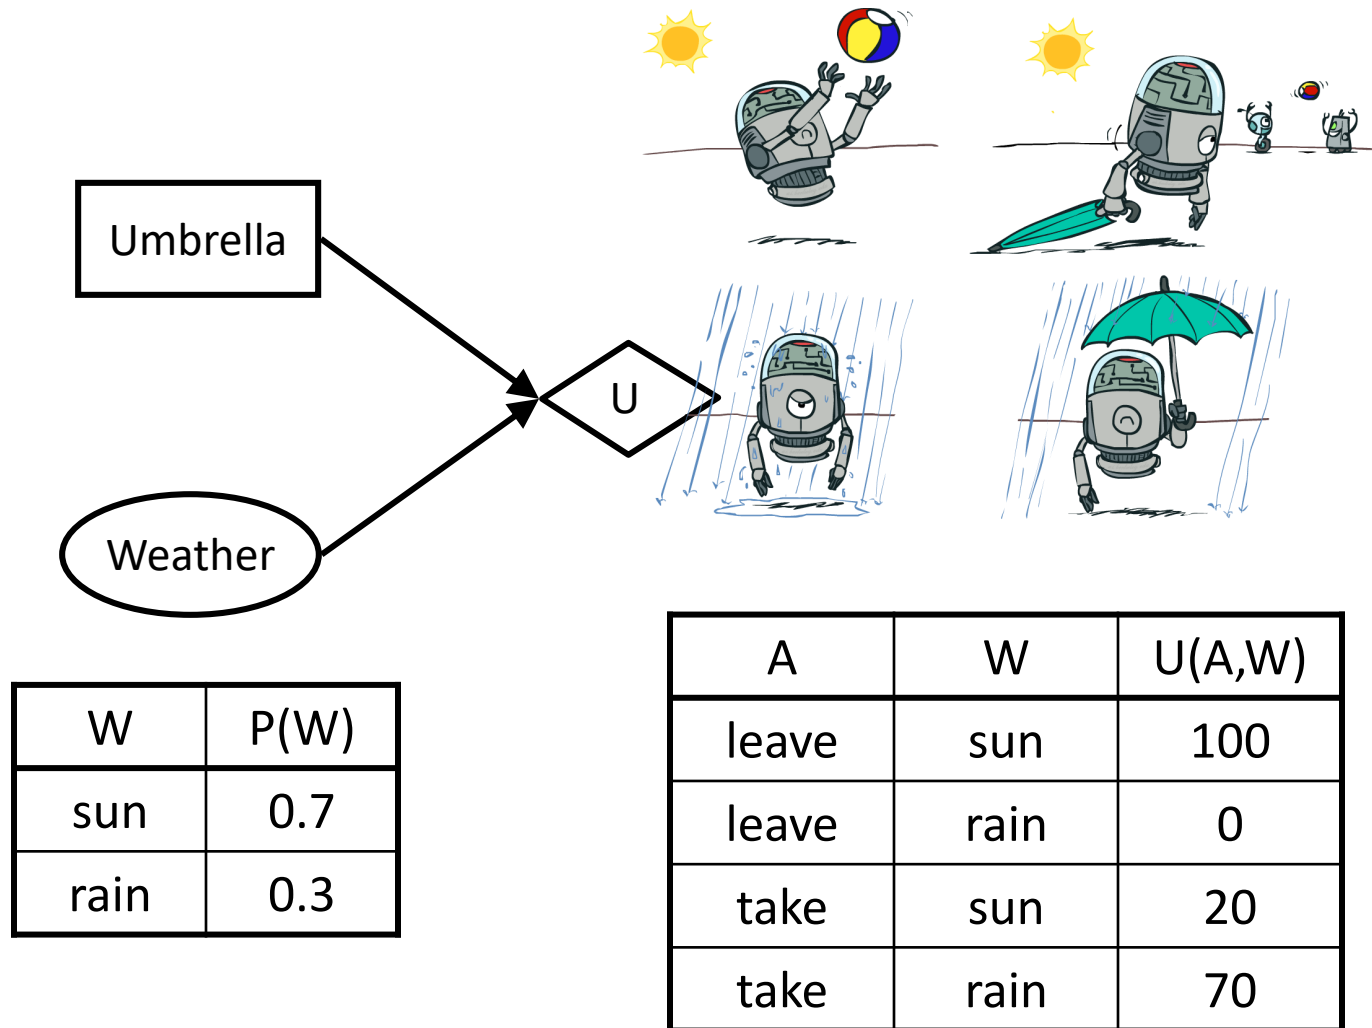 Umbrella
U
Weather
W P(W)
sun 0.7
rain 0.3
A W U(A,W)
leave sun 100
leave rain 0
take sun 20
take rain 70